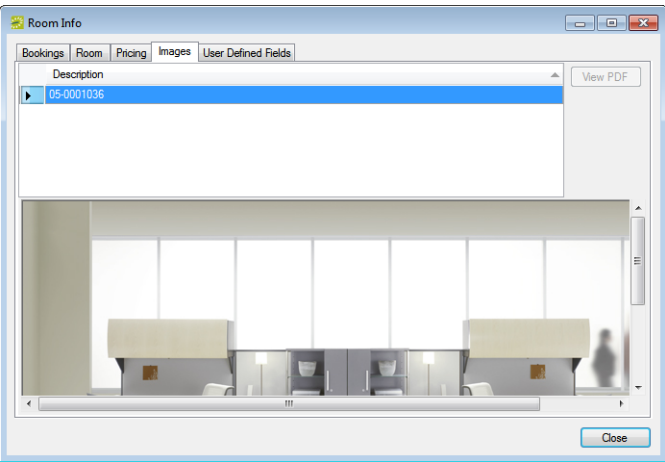 Room Info
Bookings Room Pricing Images User Defined Fields
Description
View PDF
05-0001036
Close